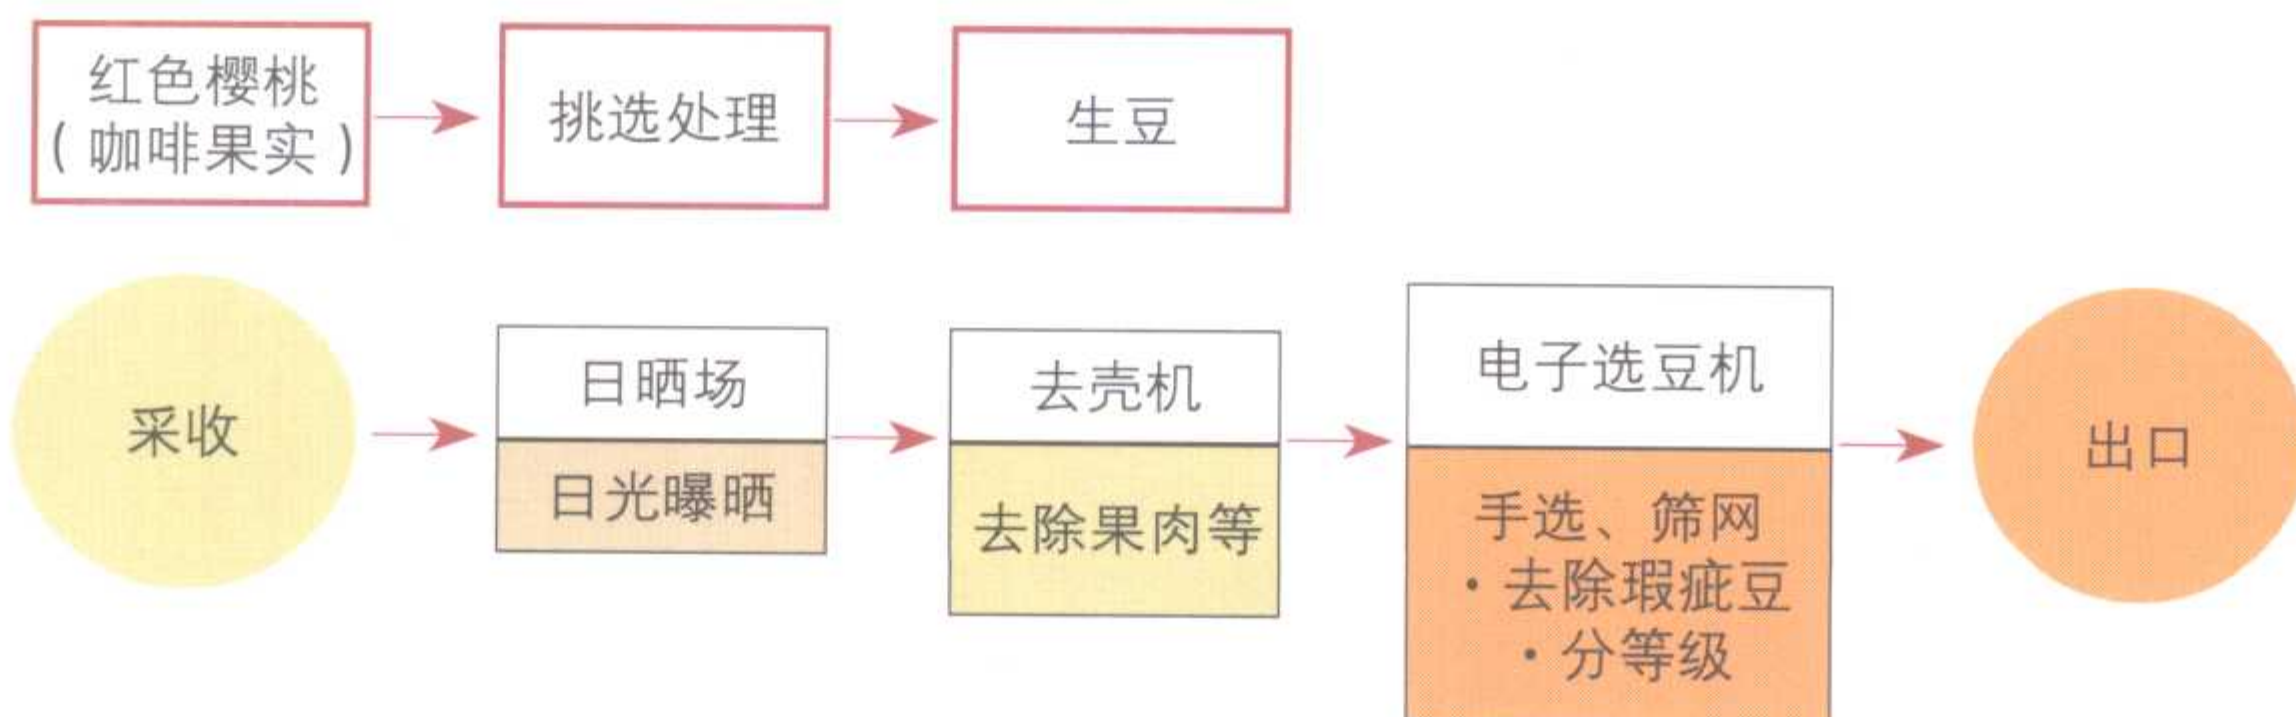 红色樱桃
（咖啡果实）
挑选处理
生豆
采收
日晒场
日光曝晒
去壳机
去除果肉等
电子选豆机
手选、筛网
·去除瑕疵豆
·分等级
出口